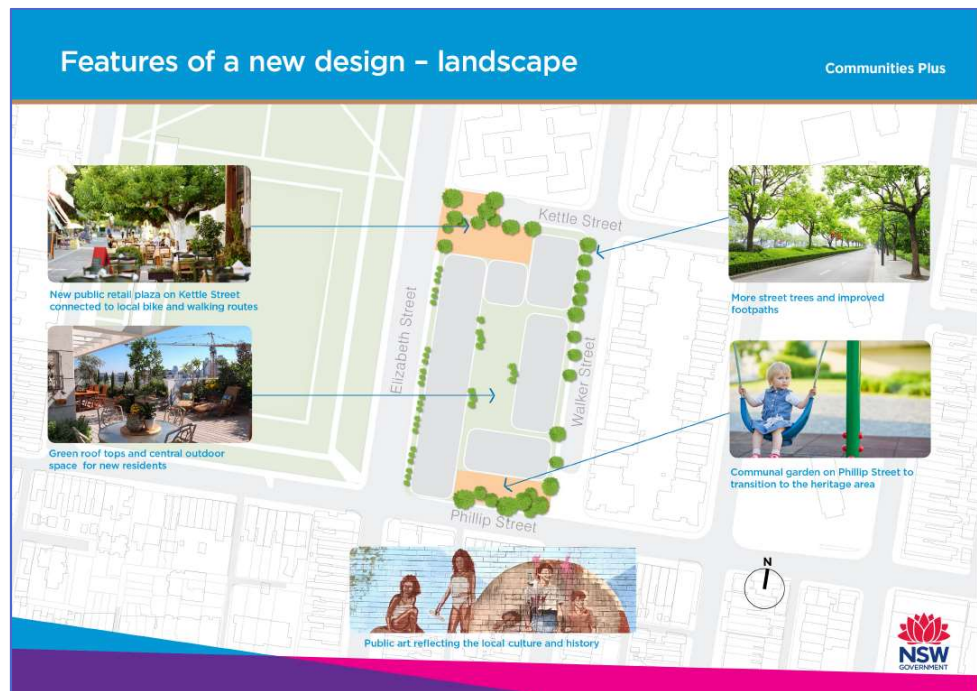 Features of a new design – landscape
Communities Plus
Kettle Street
New public retail plaza on Kettle Street
connected to local bike and walking routes
More street trees and improved
footpaths
Elizabeth Street
Walker Street
Green roof tops and central outdoor
space for new residents
Communal garden on Phillip Street to
transition to the heritage area
Phillip Street
N
Public art reflecting the local culture and history
NSW
GOVERNMENT